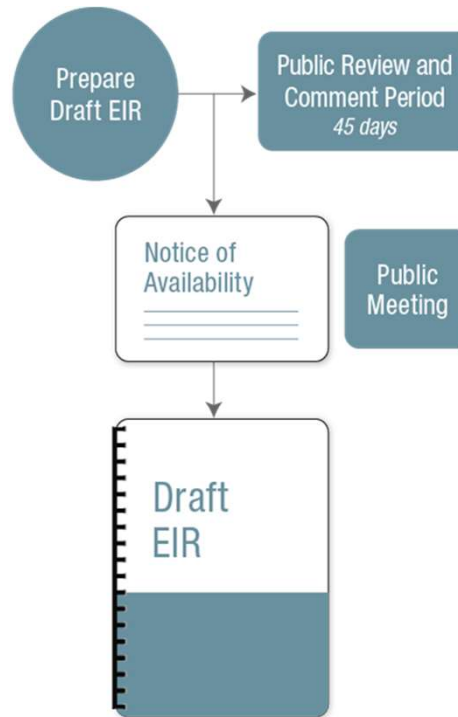 Prepare
Draft EIR
Public Review and
Comment Period
45 days
Notice of
Availability
Public
Meeting
Draft
EIR